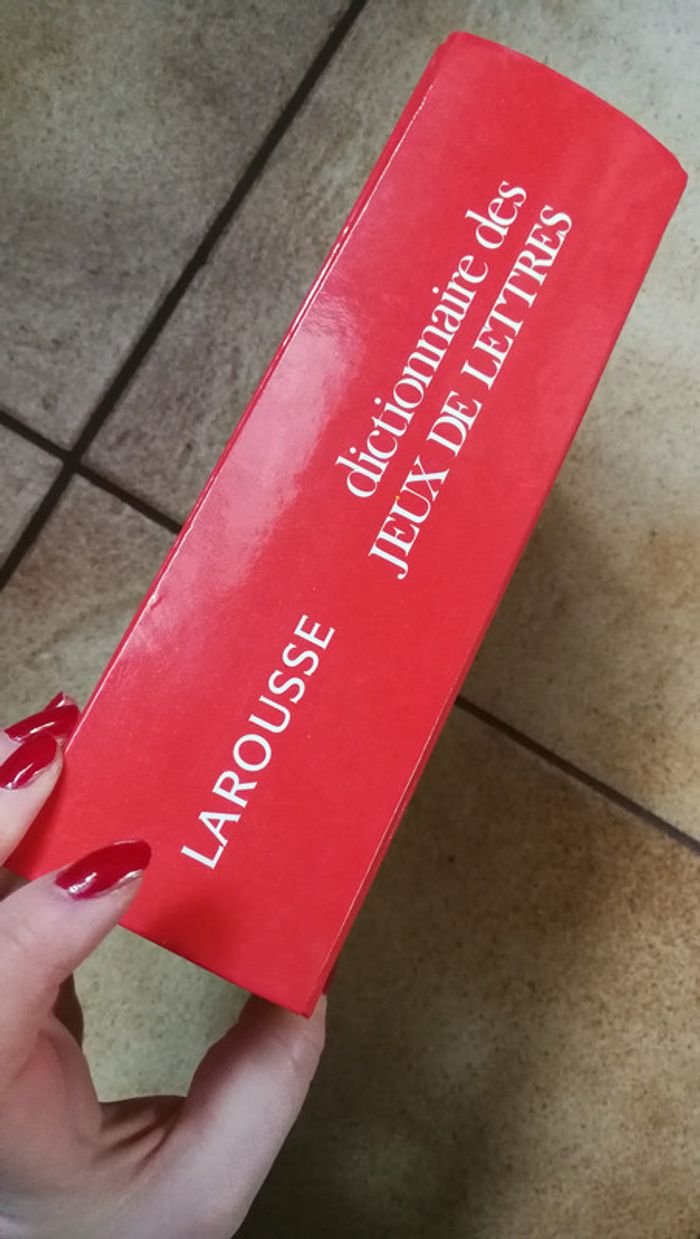 dictionnaire des
JEUX DE LETTRES
LAROUSSE